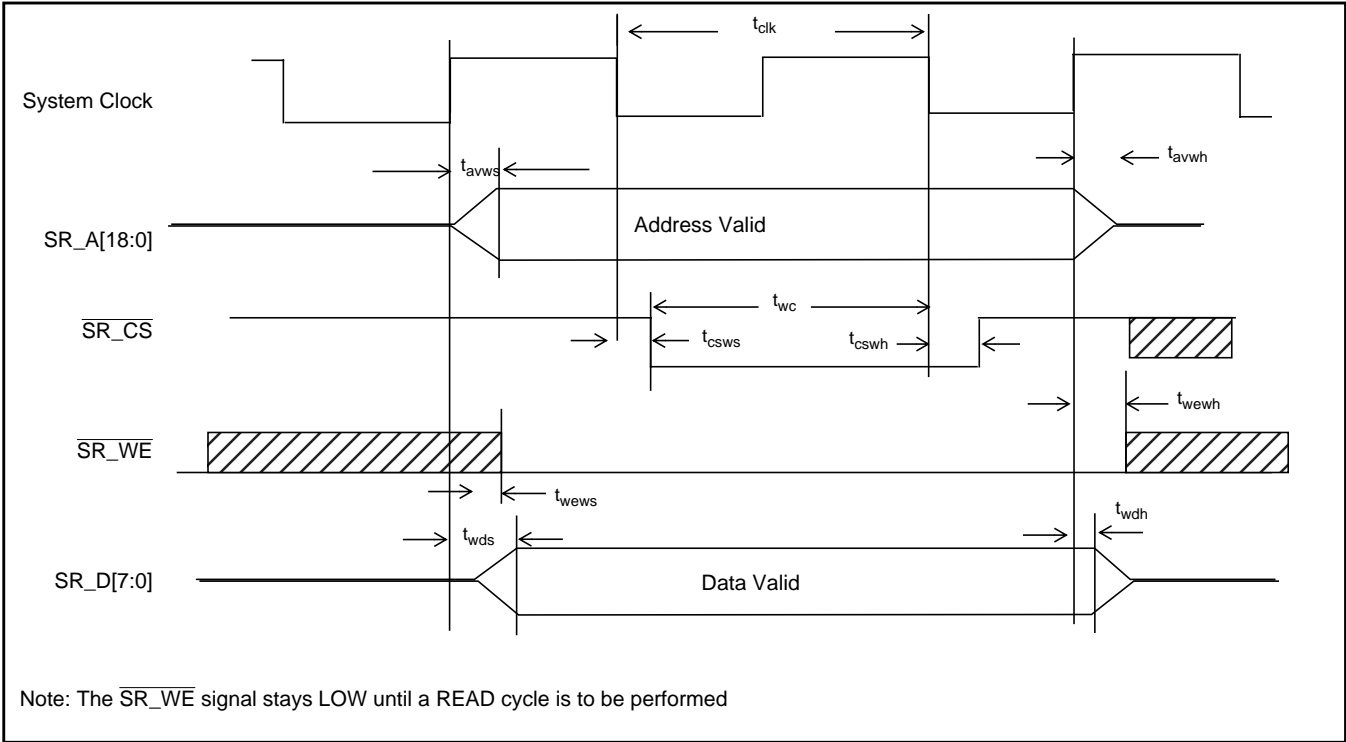 t_clk
System Clock
t_avws
t_avwh
SR_A[18:0]
Address Valid
SR_CS
t_wc
t_csws
t_cswh
t_wewh
SR_WE
t_wews
t_wds
t_wdh
SR_D[7:0]
Data Valid
Note: The SR_WE signal stays LOW until a READ cycle is to be performed